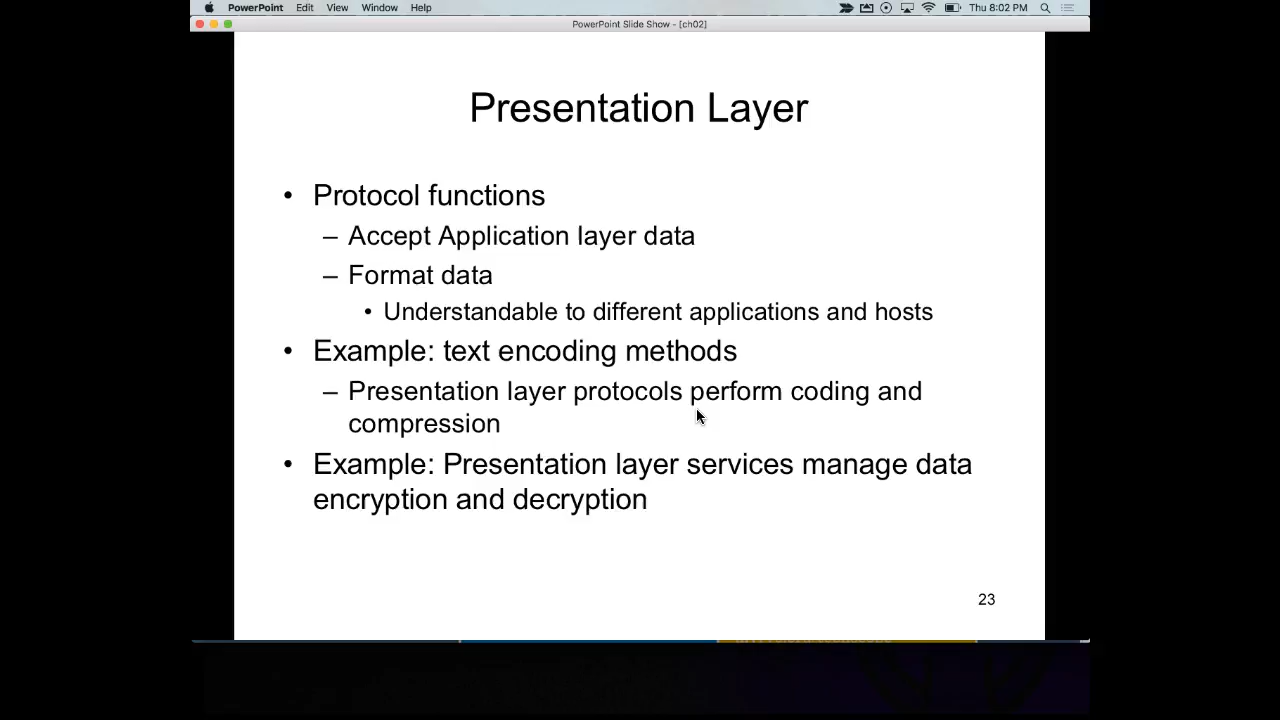 PowerPoint Edit View Window Help Thu 8:02 PM
PowerPoint Slide Show - [ch02]
Presentation Layer
• Protocol functions
– Accept Application layer data
– Format data
• Understandable to different applications and hosts
• Example: text encoding methods
– Presentation layer protocols perform coding and
compression
• Example: Presentation layer services manage data
encryption and decryption
23